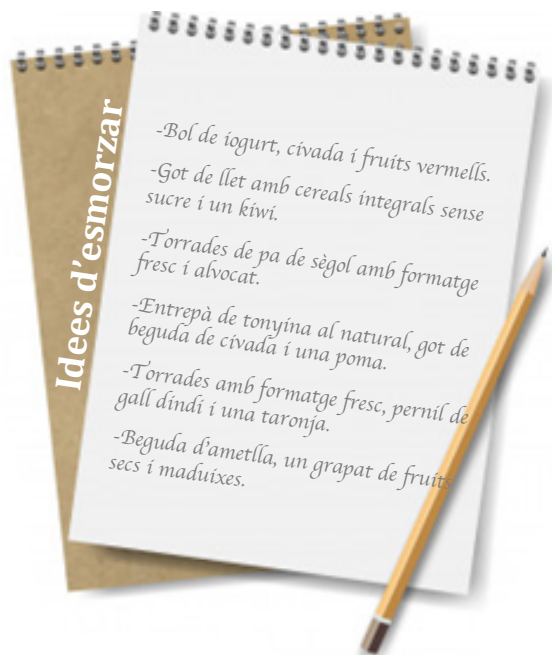 Idees d'esmorzar
-Bol de iogurt, civada i fruits vermells.
-Got de llet amb cereals integrals sense
sucre i un kiwi.
-Torrades de pa de sègol amb formatge
fresc i alvocat.
-Entrepà de tonyina al natural, got de
beguda de civada i una poma.
-Torrades amb formatge fresc, pernil de
gall dindi i una taronja.
-Beguda d'ametlla, un grapat de fruits
secs i maduixes.